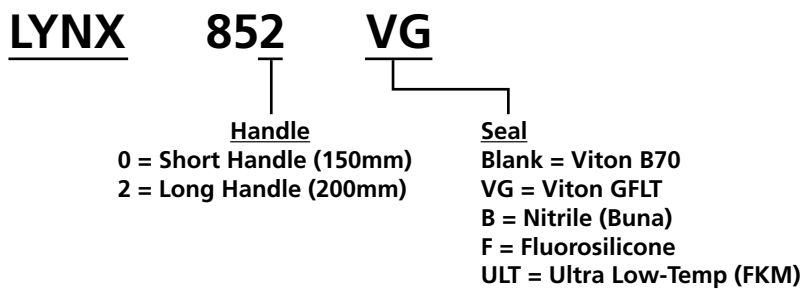 LYNX 852 VG
Handle
0 = Short Handle (150mm)
2 = Long Handle (200mm)
Seal
Blank = Viton B70
VG = Viton GFLT
B = Nitrile (Buna)
F = Fluorosilicone
ULT = Ultra Low-Temp (FKM)